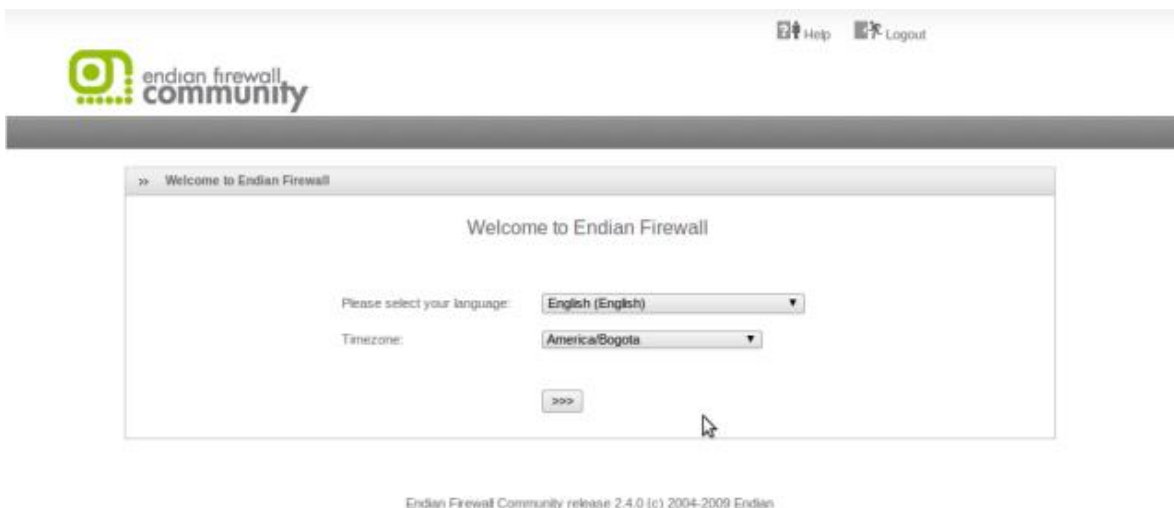 Help Logout
endian firewall
community
» Welcome to Endian Firewall
Welcome to Endian Firewall
Please select your language: English (English)
Timezone: America/Bogota
>>>
Endian Firewall Community release 2.4.0 (c) 2004-2009 Endian